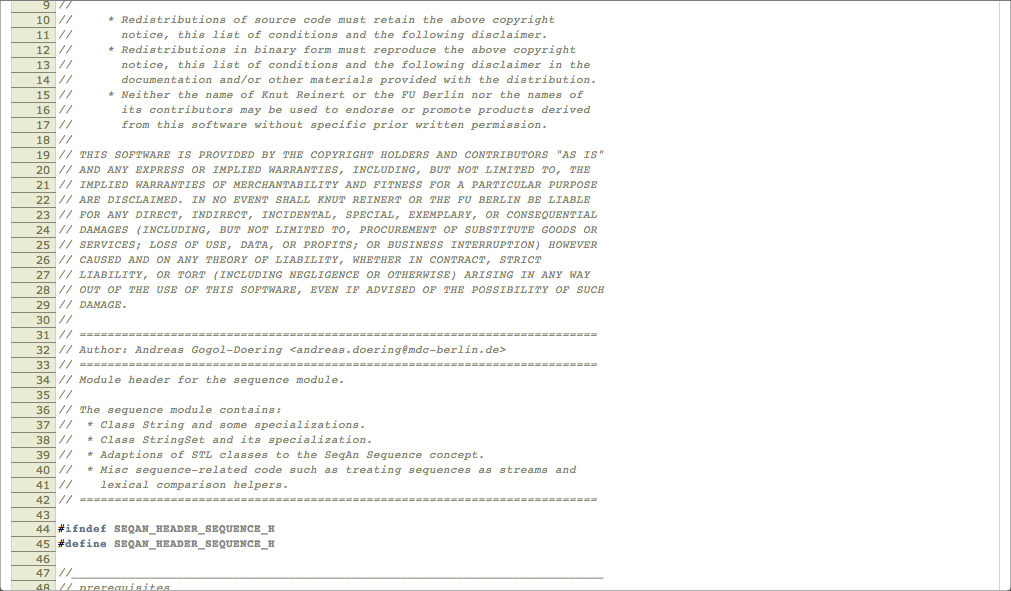 9 //
10 //     * Redistributions of source code must retain the above copyright
11 //       notice, this list of conditions and the following disclaimer.
12 //     * Redistributions in binary form must reproduce the above copyright
13 //       notice, this list of conditions and the following disclaimer in the
14 //       documentation and/or other materials provided with the distribution.
15 //     * Neither the name of Knut Reinert or the FU Berlin nor the names of
16 //       its contributors may be used to endorse or promote products derived
17 //       from this software without specific prior written permission.
18 //
19 // THIS SOFTWARE IS PROVIDED BY THE COPYRIGHT HOLDERS AND CONTRIBUTORS "AS IS"
20 // AND ANY EXPRESS OR IMPLIED WARRANTIES, INCLUDING, BUT NOT LIMITED TO, THE
21 // IMPLIED WARRANTIES OF MERCHANTABILITY AND FITNESS FOR A PARTICULAR PURPOSE
22 // ARE DISCLAIMED. IN NO EVENT SHALL KNUT REINERT OR THE FU BERLIN BE LIABLE
23 // FOR ANY DIRECT, INDIRECT, INCIDENTAL, SPECIAL, EXEMPLARY, OR CONSEQUENTIAL
24 // DAMAGES (INCLUDING, BUT NOT LIMITED TO, PROCUREMENT OF SUBSTITUTE GOODS OR
25 // SERVICES; LOSS OF USE, DATA, OR PROFITS; OR BUSINESS INTERRUPTION) HOWEVER
26 // CAUSED AND ON ANY THEORY OF LIABILITY, WHETHER IN CONTRACT, STRICT
27 // LIABILITY, OR TORT (INCLUDING NEGLIGENCE OR OTHERWISE) ARISING IN ANY WAY
28 // OUT OF THE USE OF THIS SOFTWARE, EVEN IF ADVISED OF THE POSSIBILITY OF SUCH
29 // DAMAGE.
30 //
31 // ==========================================================================
32 // Author: Andreas Gogol-Doering <andreas.doering@mdc-berlin.de>
33 // ==========================================================================
34 // Module header for the sequence module.
35 //
36 // The sequence module contains:
37 //  * Class String and some specializations.
38 //  * Class StringSet and its specialization.
39 //  * Adaptions of STL classes to the SeqAn Sequence concept.
40 //  * Misc sequence-related code such as treating sequences as streams and
41 //    lexical comparison helpers.
42 // ==========================================================================
43
44 #ifndef SEQAN_HEADER_SEQUENCE_H
45 #define SEQAN_HEADER_SEQUENCE_H
46
47 //____________________________________________________________________________
48 // prerequisites